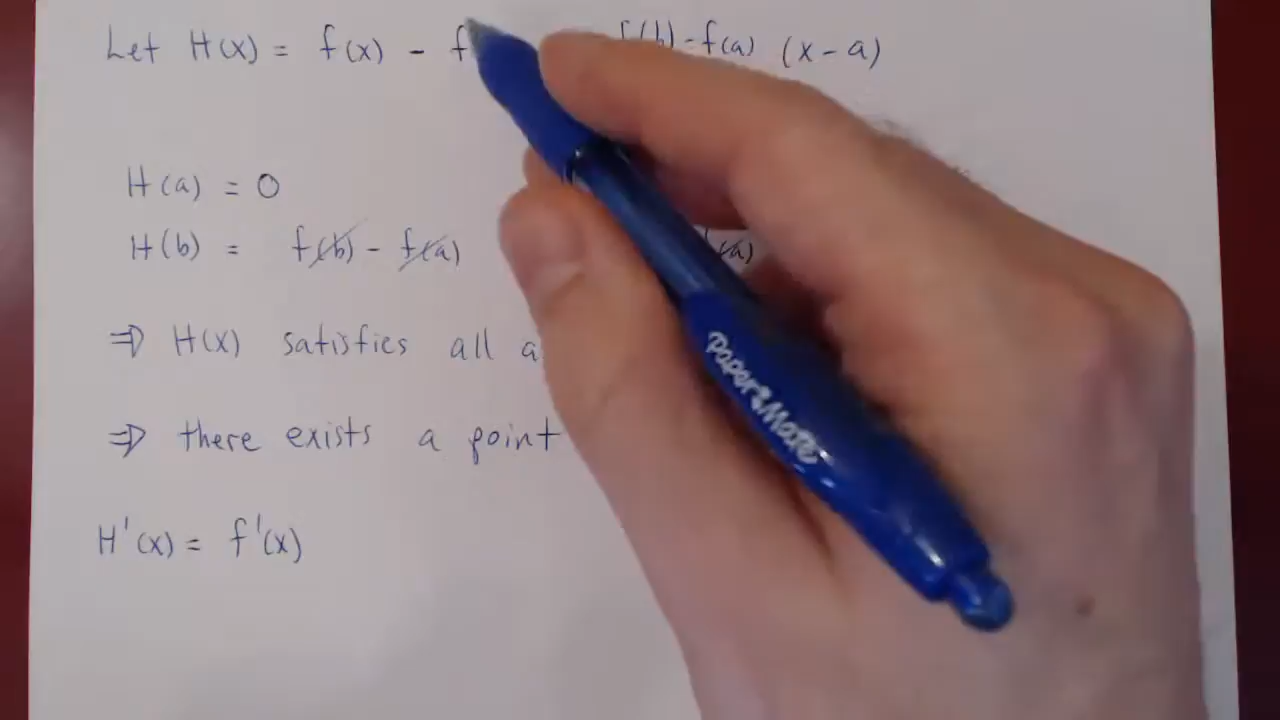 Let H(x) = f(x) - f f(b) - f(a) (x - a)
H(a) = 0
H(b) = f(b) - f(a) (a)
⇒ H(x) satisfies all a
⇒ there exists a point
H'(x) = f'(x)
Paper:Mate